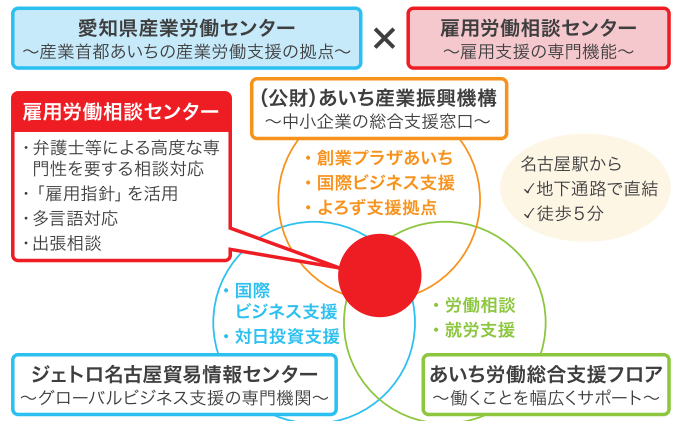 愛知県産業労働センター
～産業首都あいちの産業労働支援の拠点～
×
雇用労働相談センター
～雇用支援の専門機能～
(公財)あいち産業振興機構
～中小企業の総合支援窓口～
・創業プラザあいち
・国際ビジネス支援
・よろず支援拠点
雇用労働相談センター
・弁護士等による高度な専
門性を要する相談対応
・「雇用指針」を活用
・多言語対応
・出張相談
名古屋駅から
✓地下通路で直結
✓徒歩5分
・国際
ビジネス支援
・対日投資支援
・労働相談
・就労支援
ジェトロ名古屋貿易情報センター
～グローバルビジネス支援の専門機関～
あいち労働総合支援フロア
～働くことを幅広くサポート～